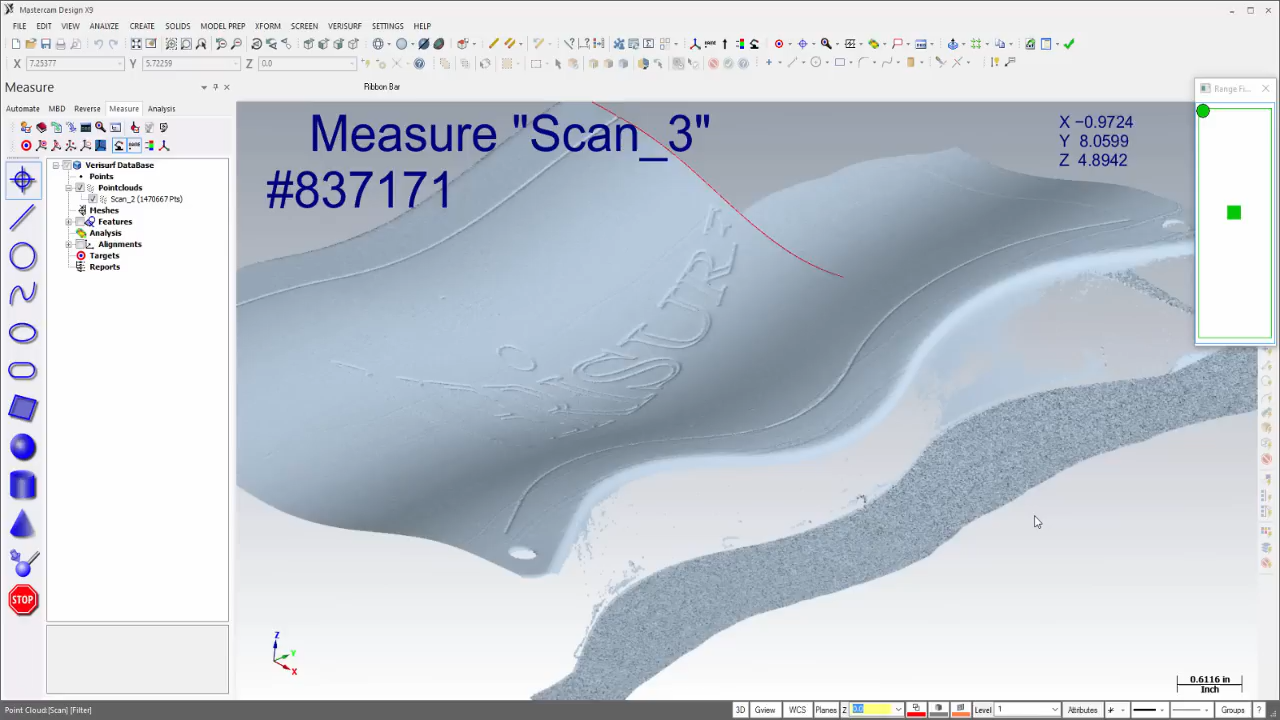 Mastercam Design X9
FILE EDIT VIEW ANALYZE CREATE SOLIDS MODEL PREP XFORM SCREEN VERISURF SETTINGS HELP
X 7.25377 Y 5.72259 Z 0.0
Measure
Ribbon Bar
Range Fi...
Automate MBD Reverse Measure Analysis
Measure "Scan_3"
#837171
X -0.9724
Y 8.0599
Z 4.8942
Verisurf DataBase
Points
Pointclouds
Scan_2 (1470667 Pts)
Meshes
Features
Analysis
Alignments
Targets
Reports
STOP
Z
Y
X
0.6116 in
Inch
Point Cloud:[Scan] [Filter]
3D Gview WCS Planes Z 0.0 Level 1 Attributes Groups ?